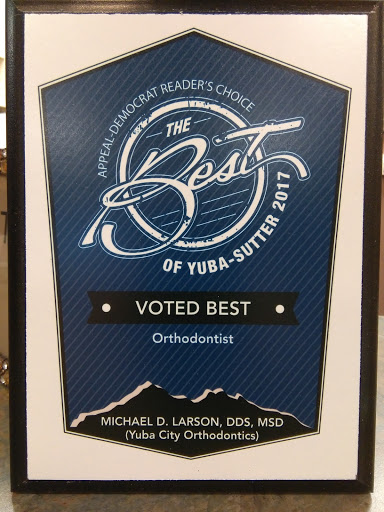 APPEAL-DEMOCRAT READER'S CHOICE
THE
Best
OF YUBA-SUTTER 2017
VOTED BEST
Orthodontist
MICHAEL D. LARSON, DDS, MSD
(Yuba City Orthodontics)